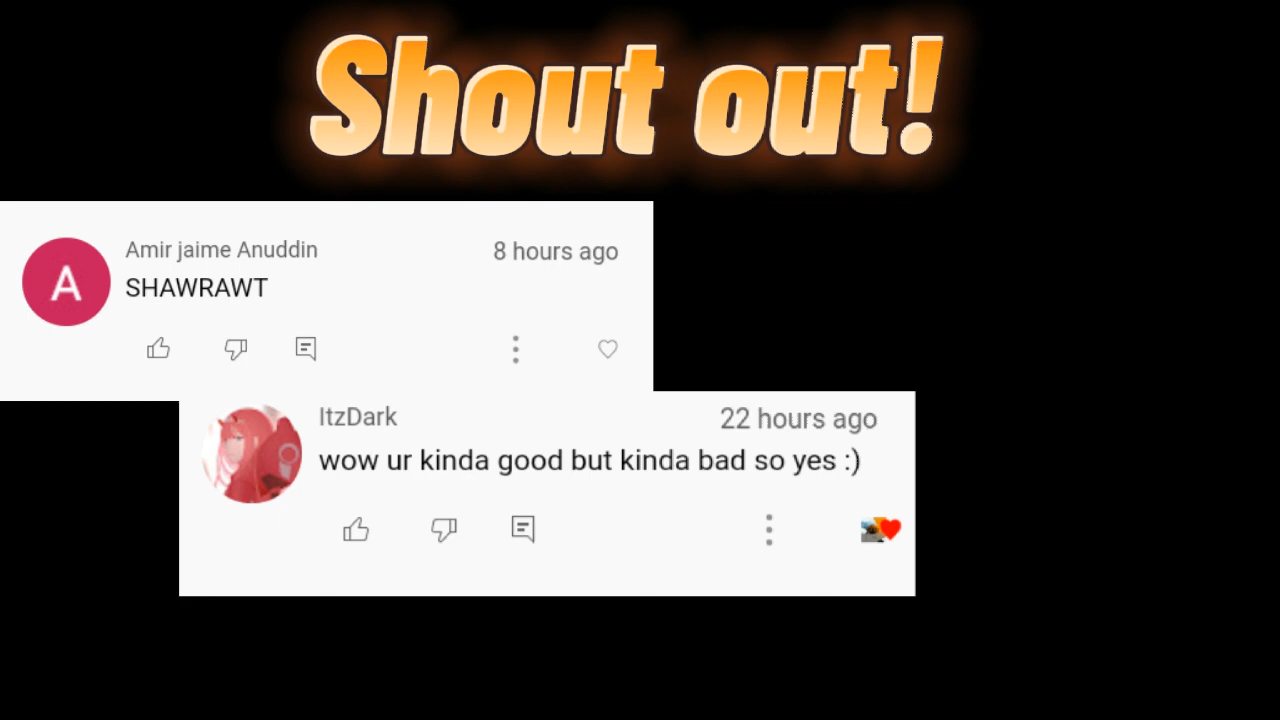 Shout out!
A
Amir jaime Anuddin
8 hours ago
SHAWRAWT
ItzDark
22 hours ago
wow ur kinda good but kinda bad so yes :)